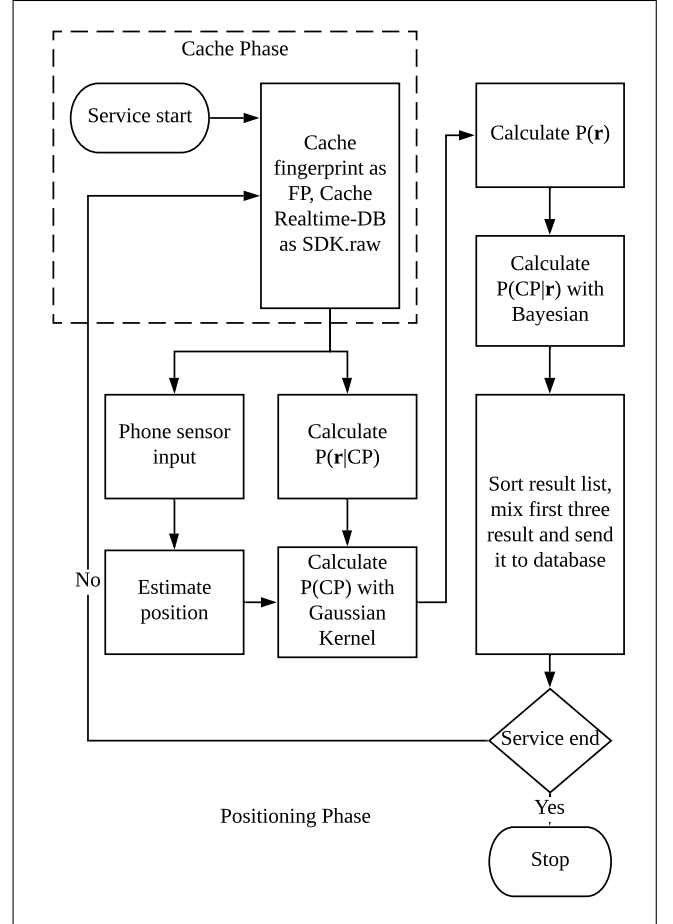 Cache Phase
Service start
Cache
fingerprint as
FP, Cache
Realtime-DB
as SDK.raw
Phone sensor
input
Calculate
P(r|CP)
Estimate
position
Calculate
P(CP) with
Gaussian
Kernel
Calculate P(r)
Calculate
P(CP|r) with
Bayesian
Sort result list,
mix first three
result and send
it to database
Service end
No
Yes
Stop
Positioning Phase